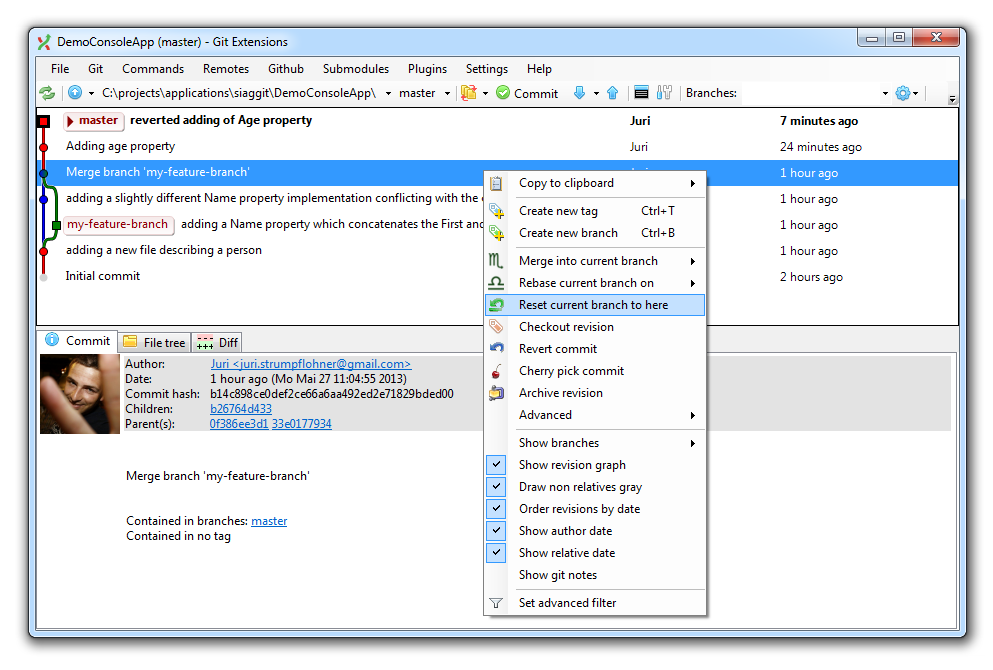 DemoConsoleApp (master) - Git Extensions
File Git Commands Remotes Github Submodules Plugins Settings Help
C:\projects\applications\siaggit\DemoConsoleApp\ master Commit Branches:
master reverted adding of Age property Juri 7 minutes ago
Adding age property Juri 24 minutes ago
Merge branch 'my-feature-branch' 1 hour ago
adding a slightly different Name property implementation conflicting with the 1 hour ago
my-feature-branch adding a Name property which concatenates the First and 1 hour ago
adding a new file describing a person 1 hour ago
Initial commit 2 hours ago
Copy to clipboard
Create new tag Ctrl+T
Create new branch Ctrl+B
Merge into current branch
Rebase current branch on
Reset current branch to here
Checkout revision
Revert commit
Cherry pick commit
Archive revision
Advanced
Show branches
Show revision graph
Draw non relatives gray
Order revisions by date
Show author date
Show relative date
Show git notes
Set advanced filter
Commit File tree Diff
Author: Juri <juri.strumpflohner@gmail.com>
Date: 1 hour ago (Mo Mai 27 11:04:55 2013)
Commit hash: b14c898ce0def2ce66a6aa492ed2e71829bded00
Children: b26764d433
Parent(s): 0f386ee3d1 33e0177934
Merge branch 'my-feature-branch'
Contained in branches: master
Contained in no tag